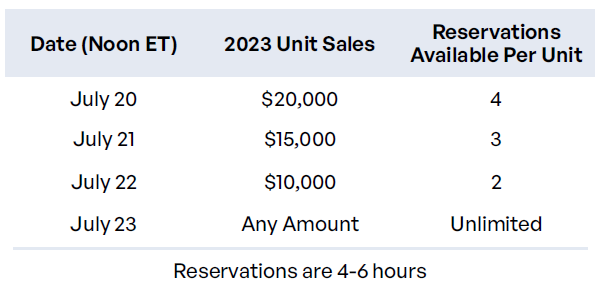 Date (Noon ET) 2023 Unit Sales Reservations Available Per Unit
July 20 $20,000 4
July 21 $15,000 3
July 22 $10,000 2
July 23 Any Amount Unlimited
Reservations are 4-6 hours